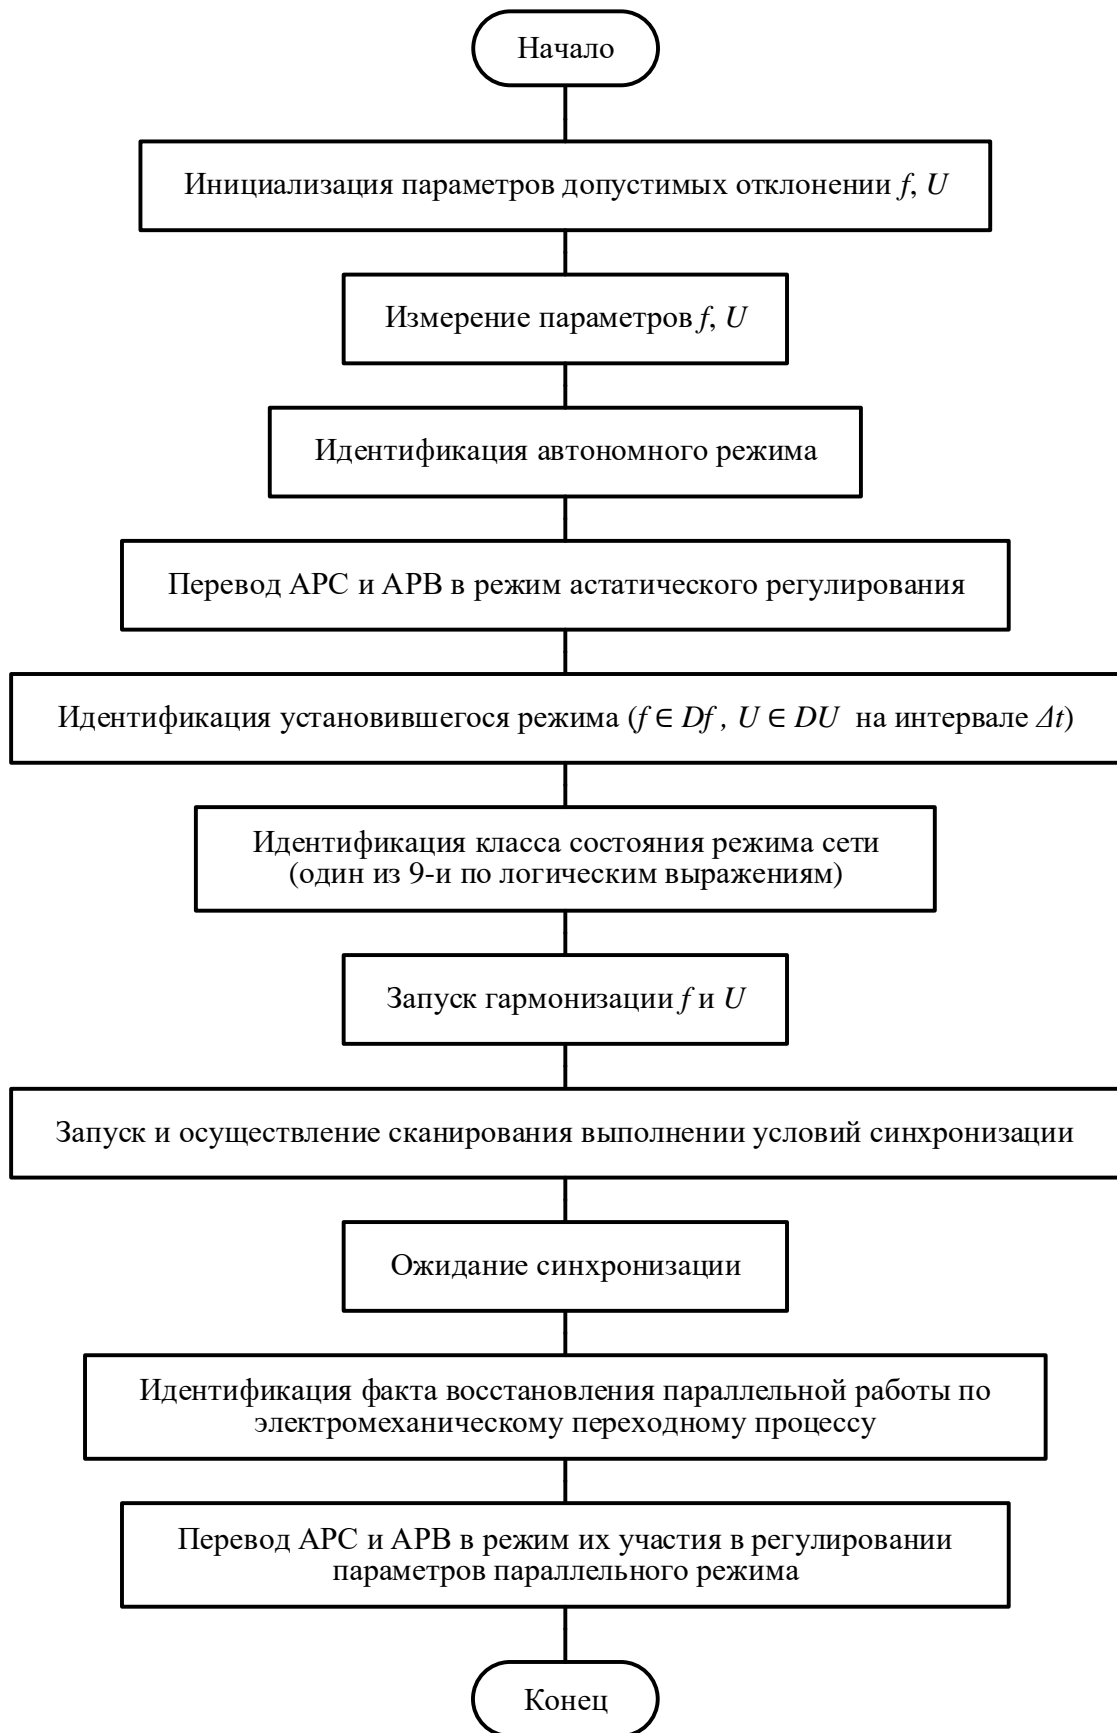 Начало
Инициализация параметров допустимых отклонении f, U
Измерение параметров f, U
Идентификация автономного режима
Перевод АРС и АРВ в режим астатического регулирования
Идентификация установившегося режима (f ∈ Df , U ∈ DU на интервале Δt)
Идентификация класса состояния режима сети
(один из 9-и по логическим выражениям)
Запуск гармонизации f и U
Запуск и осуществление сканирования выполнении условий синхронизации
Ожидание синхронизации
Идентификация факта восстановления параллельной работы по
электромеханическому переходному процессу
Перевод АРС и АРВ в режим их участия в регулировании
параметров параллельного режима
Конец